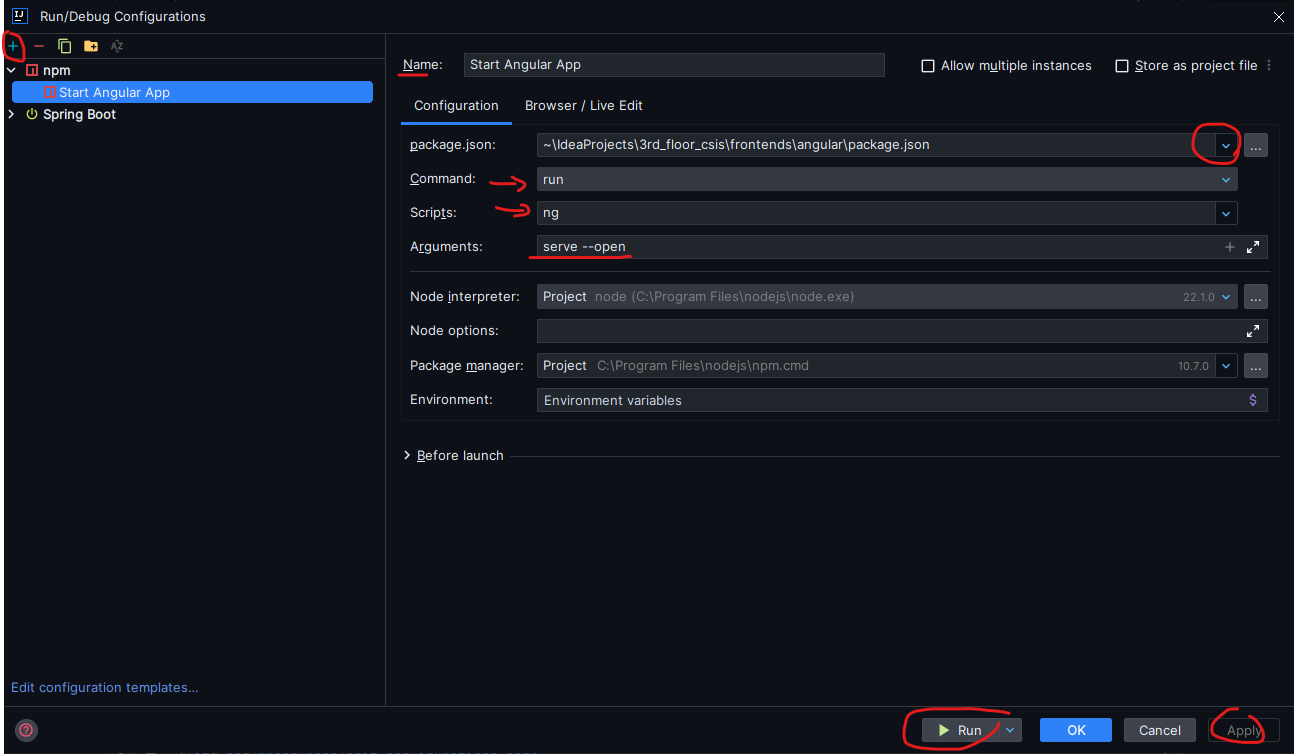 Run/Debug Configurations
npm
Start Angular App
Spring Boot
Edit configuration templates...
Name: Start Angular App Allow multiple instances Store as project file
Configuration Browser / Live Edit
package.json: ~\IdeaProjects\3rd_floor_csis\frontends\angular\package.json ...
Command: run
Scripts: ng
Arguments: serve --open
Node interpreter: Project node (C:\Program Files\nodejs\node.exe) 22.1.0 ...
Node options:
Package manager: Project C:\Program Files\nodejs\npm.cmd 10.7.0 ...
Environment: Environment variables $
Before launch
? Run OK Cancel Apply